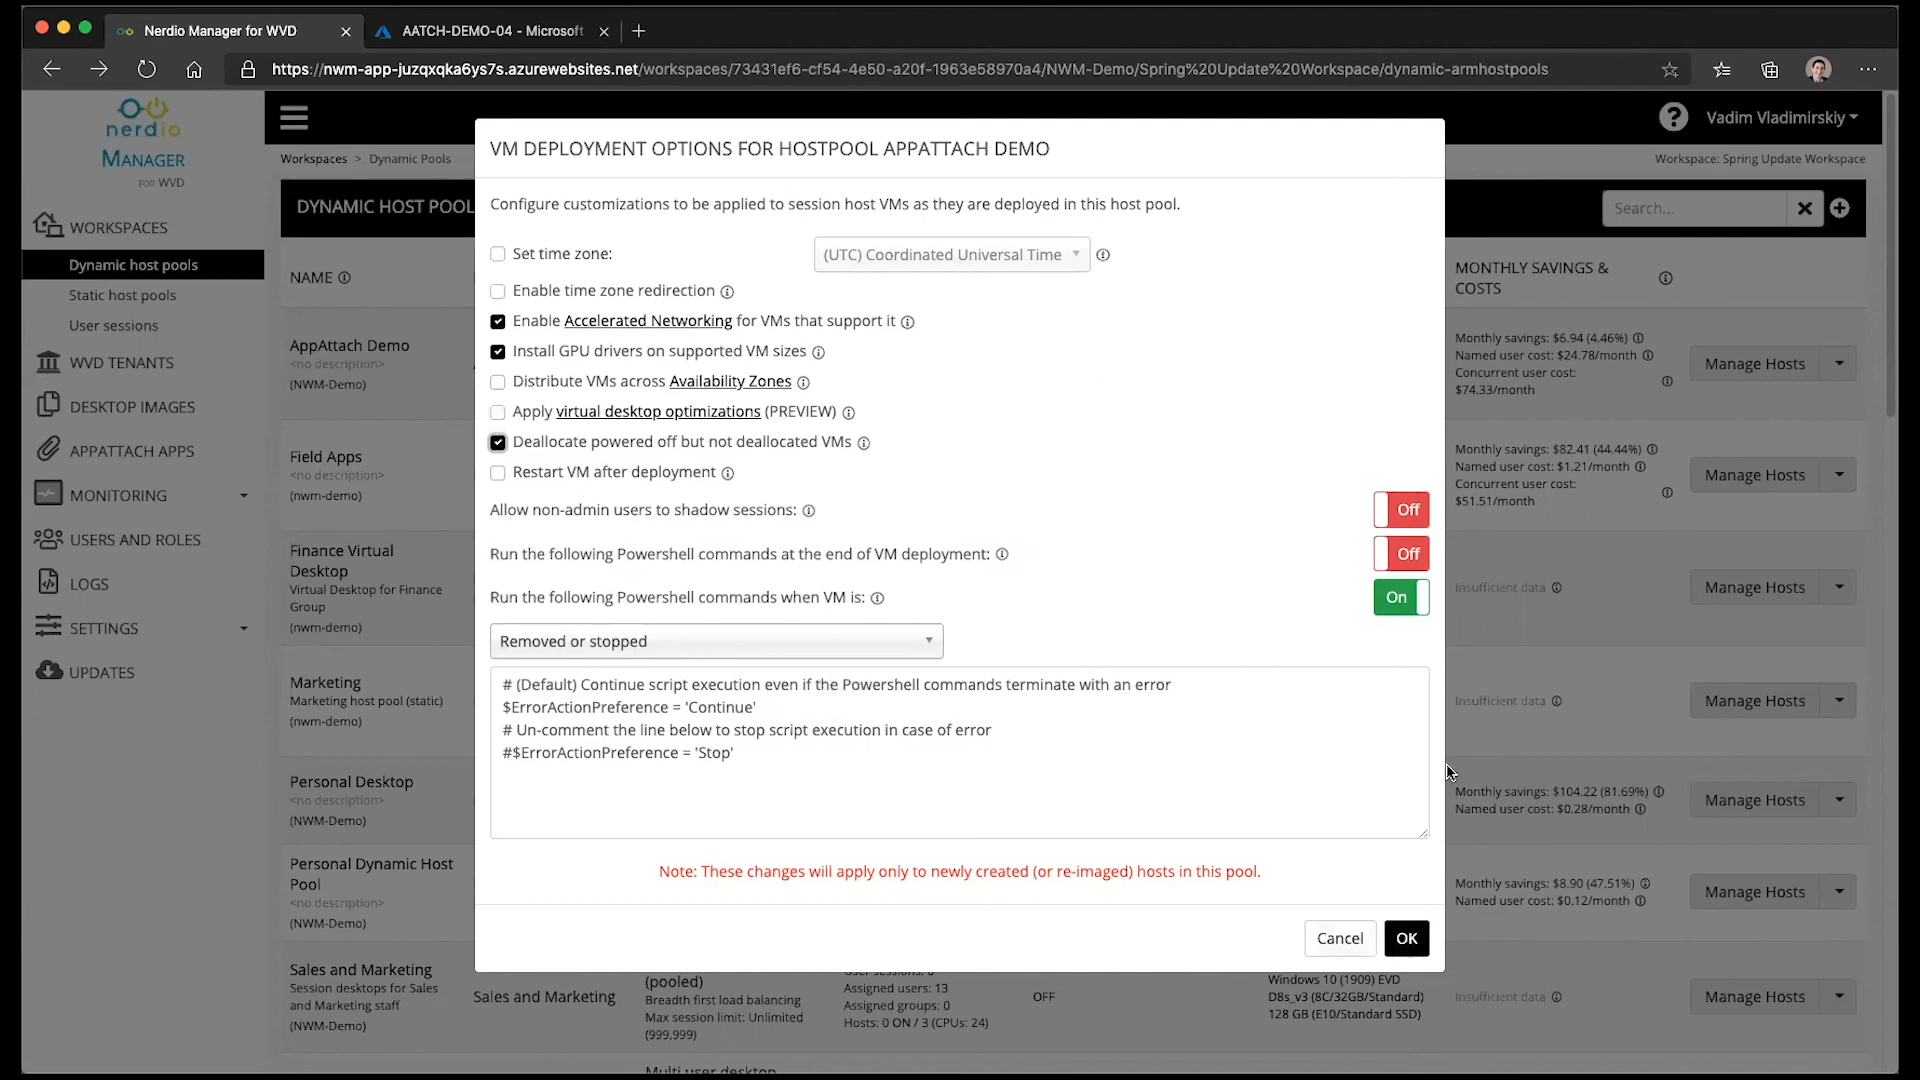 Nerdio Manager for WVD
AATCH-DEMO-04 - Microsoft
https://nwm-app-juzqxqka6ys7s.azurewebsites.net/workspaces/73431ef6-cf54-4e50-a20f-1963e58970a4/NWM-Demo/Spring%20Update%20Workspace/dynamic-armhostpools
nerdio
MANAGER
FOR WVD
WORKSPACES
Dynamic host pools
Static host pools
User sessions
WVD TENANTS
DESKTOP IMAGES
APPATTACH APPS
MONITORING
USERS AND ROLES
LOGS
SETTINGS
UPDATES
Vadim Vladimirskiy
Workspaces > Dynamic Pools
Workspace: Spring Update Workspace
DYNAMIC HOST POOL
Search...
NAME
MONTHLY SAVINGS &
COSTS
AppAttach Demo
<no description>
(NWM-Demo)
Monthly savings: $6.94 (4.46%)
Named user cost: $24.78/month
Concurrent user cost:
$74.33/month
Manage Hosts
Field Apps
<no description>
(nwm-demo)
Monthly savings: $82.41 (44.44%)
Named user cost: $1.21/month
Concurrent user cost:
$51.51/month
Manage Hosts
Finance Virtual
Desktop
Virtual Desktop for Finance
Group
(nwm-demo)
Insufficient data
Manage Hosts
Marketing
Marketing host pool (static)
(nwm-demo)
Insufficient data
Manage Hosts
Personal Desktop
<no description>
(NWM-Demo)
Monthly savings: $104.22 (81.69%)
Named user cost: $0.28/month
Manage Hosts
Personal Dynamic Host
Pool
<no description>
(NWM-Demo)
Monthly savings: $8.90 (47.51%)
Named user cost: $0.12/month
Manage Hosts
Sales and Marketing
Session desktops for Sales
and Marketing staff
(NWM-Demo)
Sales and Marketing
(pooled)
Breadth first load balancing
Max session limit: Unlimited
(999,999)
User sessions: 0
Assigned users: 13
Assigned groups: 0
Hosts: 0 ON / 3 (CPUs: 24)
OFF
Windows 10 (1909) EVD
D8s_v3 (8C/32GB/Standard)
128 GB (E10/Standard SSD)
Insufficient data
Manage Hosts
Multi user desktop
VM DEPLOYMENT OPTIONS FOR HOSTPOOL APPATTACH DEMO
Configure customizations to be applied to session host VMs as they are deployed in this host pool.
Set time zone:
(UTC) Coordinated Universal Time
Enable time zone redirection
Enable Accelerated Networking for VMs that support it
Install GPU drivers on supported VM sizes
Distribute VMs across Availability Zones
Apply virtual desktop optimizations (PREVIEW)
Deallocate powered off but not deallocated VMs
Restart VM after deployment
Allow non-admin users to shadow sessions:
Off
Run the following Powershell commands at the end of VM deployment:
Off
Run the following Powershell commands when VM is:
On
Removed or stopped
# (Default) Continue script execution even if the Powershell commands terminate with an error
$ErrorActionPreference = 'Continue'
# Un-comment the line below to stop script execution in case of error
#$ErrorActionPreference = 'Stop'
Note: These changes will apply only to newly created (or re-imaged) hosts in this pool.
Cancel
OK